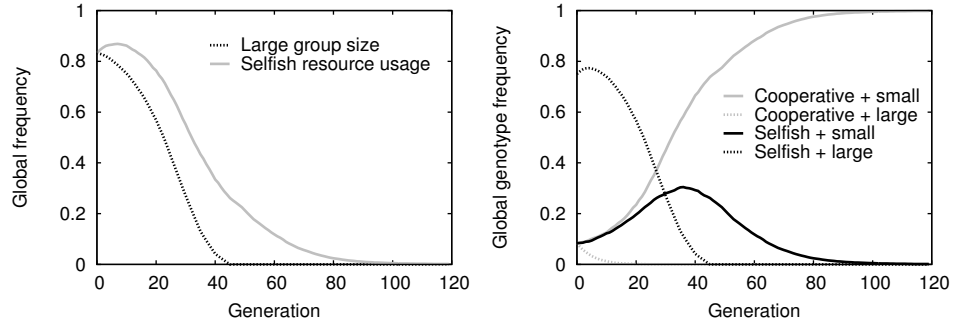 1
0.8
0.6
0.4
0.2
0
0 20 40 60 80 100 120
Global frequency
Generation
Large group size
Selfish resource usage
1
0.8
0.6
0.4
0.2
0
0 20 40 60 80 100 120
Global genotype frequency
Generation
Cooperative + small
Cooperative + large
Selfish + small
Selfish + large